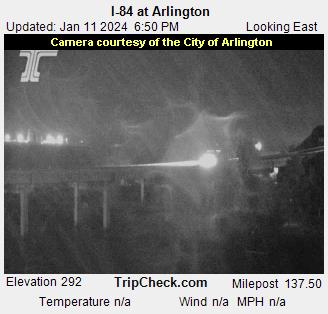 I-84 at Arlington
Updated: Jan 11 2024 6:50 PM Looking East
Camera courtesy of the City of Arlington
Elevation 292 TripCheck.com Milepost 137.50
Temperature n/a Wind n/a MPH n/a